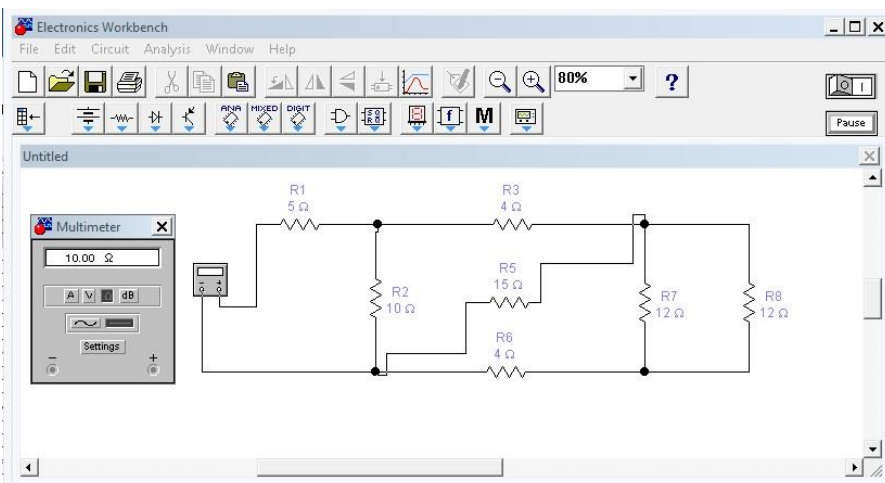 Electronics Workbench
File Edit Circuit Analysis Window Help
80%
?
ANA MIXED DIGIT
f
M
Pause
Untitled
Multimeter
10.00 Ω
A V Ω dB
Settings
− +
− +
R1
5 Ω
R3
4 Ω
R5
15 Ω
R2
10 Ω
R7
12 Ω
R8
12 Ω
R6
4 Ω